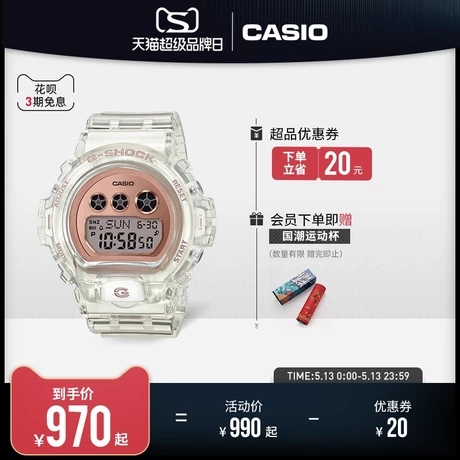 天猫超级品牌日
CASIO
花呗
3期免息
G-SHOCK
ADJUST
RESET
CASIO
SNZ
SUN 6-30
P 10:58 50
MODE
START
G
超品优惠券
下单立省 20元
会员下单即赠
国潮运动杯
(数量有限 赠完即止)
TIME:5.13 0:00-5.13 23:59
到手价
¥970起
=
活动价
¥990起
-
优惠券
¥20